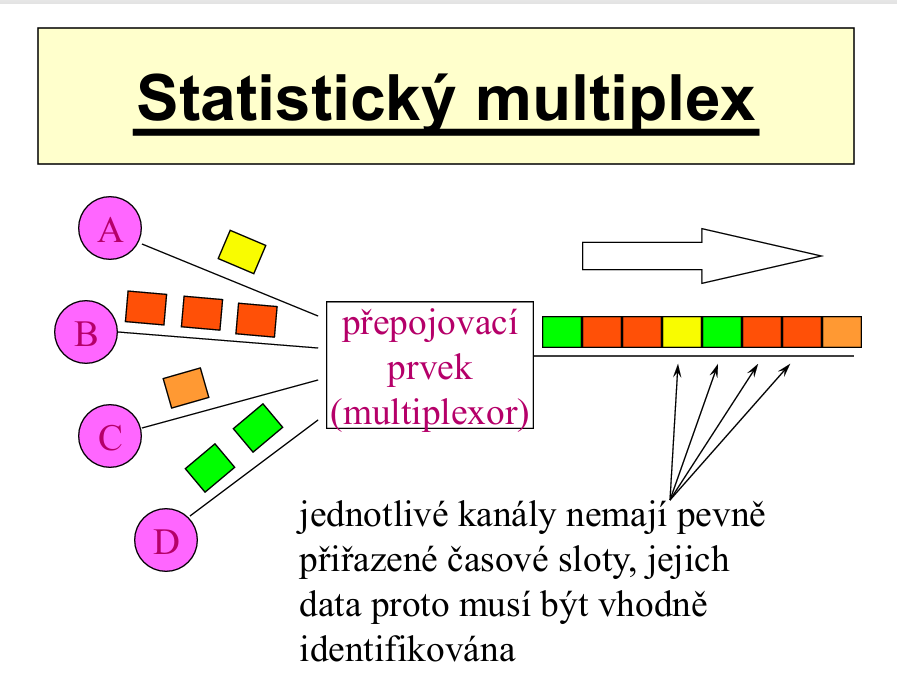 Statistický multiplex
A
B
C
D
přepojovací
prvek
(multiplexor)
jednotlivé kanály nemají pevně
přiřazené časové sloty, jejich
data proto musí být vhodně
identifikována